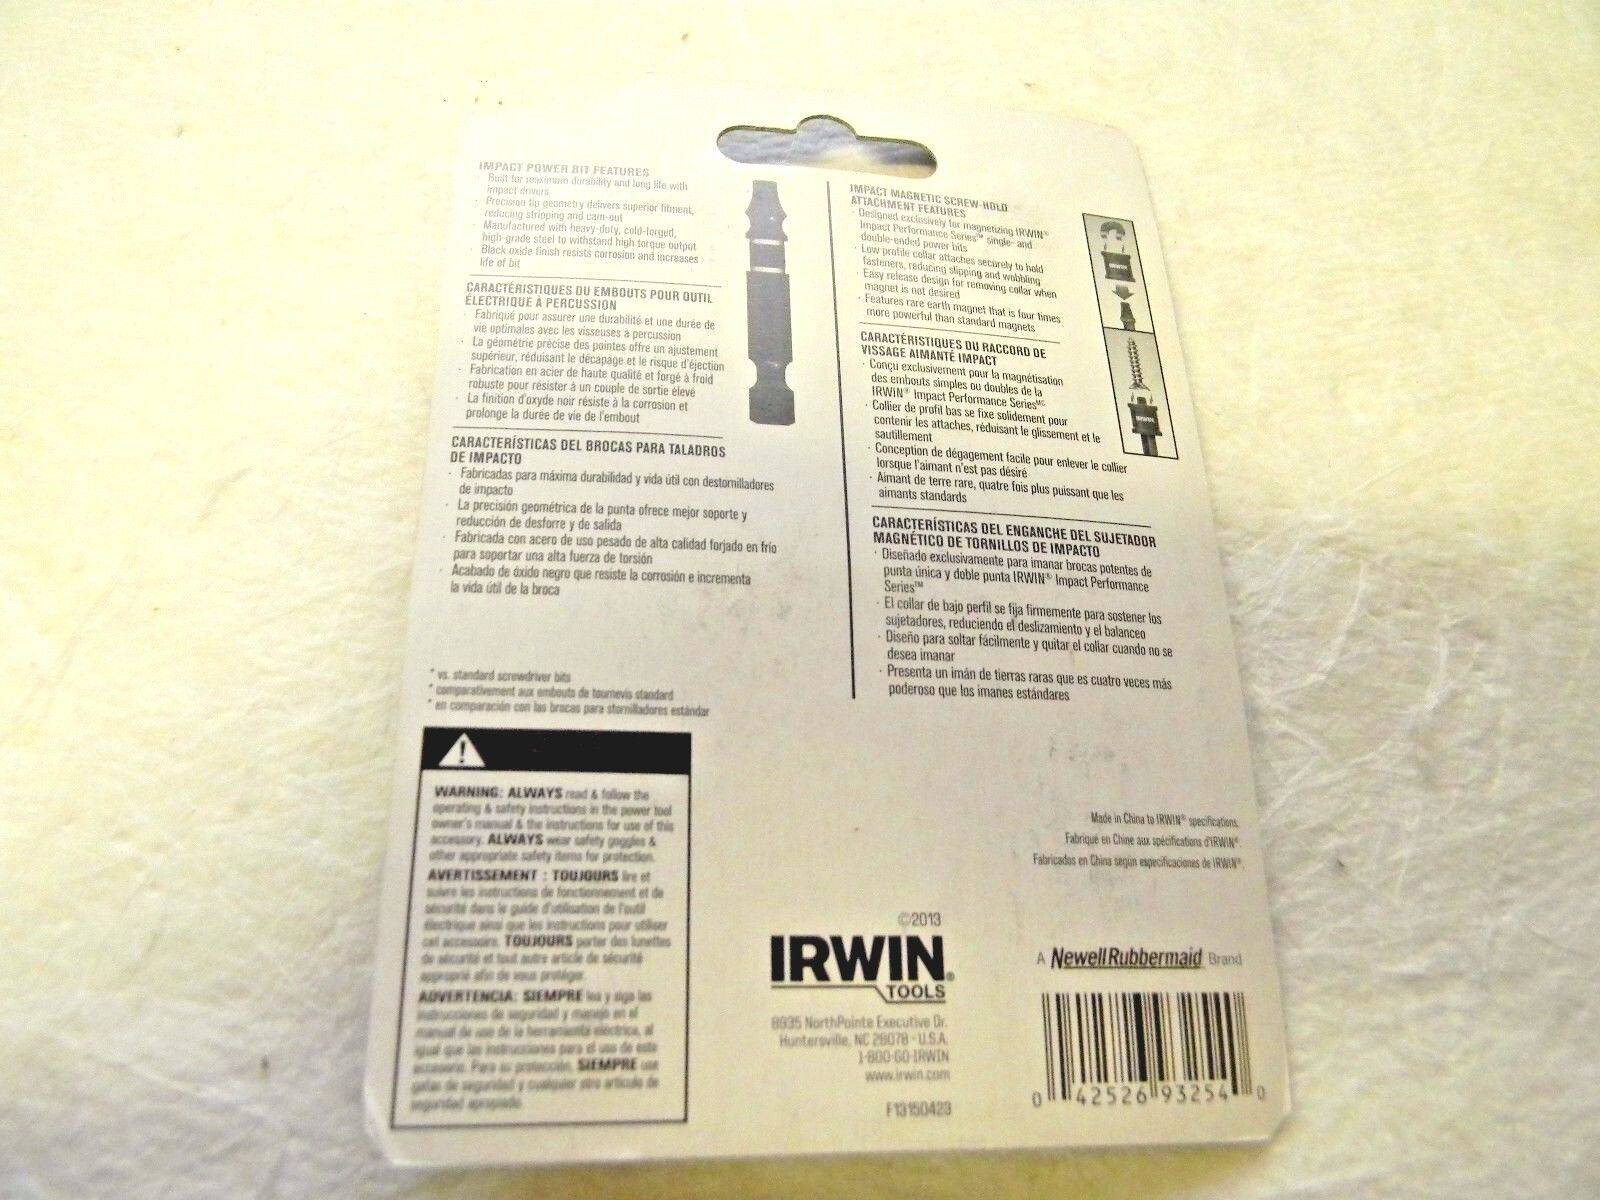 IMPACT POWER BIT FEATURES
· Built for maximum durability and long life with
impact drivers
· Precision tip geometry delivers superior fitment,
reducing stripping and cam-out
· Manufactured with heavy-duty, cold-forged,
high-grade steel to withstand high torque output
· Black oxide finish resists corrosion and increases
life of bit
CARACTÉRISTIQUES DU EMBOUTS POUR OUTIL
ÉLECTRIQUE À PERCUSSION
· Fabriqué pour assurer une durabilité et une durée de
vie optimales avec les visseuses à percussion
· La géométrie précise des pointes offre un ajustement
supérieur, réduisant le décapage et le risque d'éjection
· Fabrication en acier de haute qualité et forgé à froid
robuste pour résister à un couple de sortie élevé
· La finition d'oxyde noir résiste à la corrosion et
prolonge la durée de vie de l'embout
CARACTERÍSTICAS DEL BROCAS PARA TALADROS
DE IMPACTO
· Fabricadas para máxima durabilidad y vida útil con destornilladores
de impacto
· La precisión geométrica de la punta ofrece mejor soporte y
reducción de desforre y de salida
· Fabricada con acero de uso pesado de alta calidad forjado en frío
para soportar una alta fuerza de torsión
· Acabado de óxido negro que resiste la corrosión e incrementa
la vida útil de la broca
* vs. standard screwdriver bits
* comparativement aux embouts de tournevis standard
* en comparación con las brocas para stornilladores estándar
WARNING: ALWAYS read & follow the
operating & safety instructions in the power tool
owner's manual & the instructions for use of this
accessory. ALWAYS wear safety goggles &
other appropriate safety items for protection.
AVERTISSEMENT : TOUJOURS lire et
suivre les instructions de fonctionnement et de
sécurité dans le guide d'utilisation de l'outil
électrique ainsi que les instructions pour utiliser
cet accessoire. TOUJOURS porter des lunettes
de sécurité et tout autre article de sécurité
approprié afin de vous protéger.
ADVERTENCIA: SIEMPRE lea y siga las
instrucciones de seguridad y manejo en el
manual de uso de la herramienta eléctrica, al
igual que las instrucciones para el uso de este
accesorio. Para su protección, SIEMPRE use
gafas de seguridad y cualquier otro artículo de
seguridad apropiado.
IMPACT MAGNETIC SCREW-HOLD
ATTACHMENT FEATURES
· Designed exclusively for magnetizing IRWIN®
Impact Performance Series™ single- and
double-ended power bits
· Low profile collar attaches securely to hold
fasteners, reducing slipping and wobbling
· Easy release design for removing collar when
magnet is not desired
· Features rare earth magnet that is four times
more powerful than standard magnets
CARACTÉRISTIQUES DU RACCORD DE
VISSAGE AIMANTÉ IMPACT
· Conçu exclusivement pour la magnétisation
des embouts simples ou doubles de la
IRWIN® Impact Performance Series MC
· Collier de profil bas se fixe solidement pour
contenir les attaches, réduisant le glissement et le
sautillement
· Conception de dégagement facile pour enlever le collier
lorsque l'aimant n'est pas désiré
· Aimant de terre rare, quatre fois plus puissant que les
aimants standards
CARACTERÍSTICAS DEL ENGANCHE DEL SUJETADOR
MAGNÉTICO DE TORNILLOS DE IMPACTO
· Diseñado exclusivamente para imanar brocas potentes de
punta única y doble punta IRWIN® Impact Performance
Series™
· El collar de bajo perfil se fija firmemente para sostener los
sujetadores, reduciendo el deslizamiento y el balanceo
· Diseño para soltar fácilmente y quitar el collar cuando no se
desea imanar
· Presenta un imán de tierras raras que es cuatro veces más
poderoso que los imanes estándares
Made in China to IRWIN® specifications.
Fabriqué en Chine aux spécifications d'IRWIN®.
Fabricados en China según especificaciones de IRWIN®.
©2013
IRWIN®
TOOLS
8935 NorthPointe Executive Dr.
Huntersville, NC 28078 - U.S.A.
1-800-GO-IRWIN
www.irwin.com
F13150423
A NewellRubbermaid Brand
0 42526 93254 0